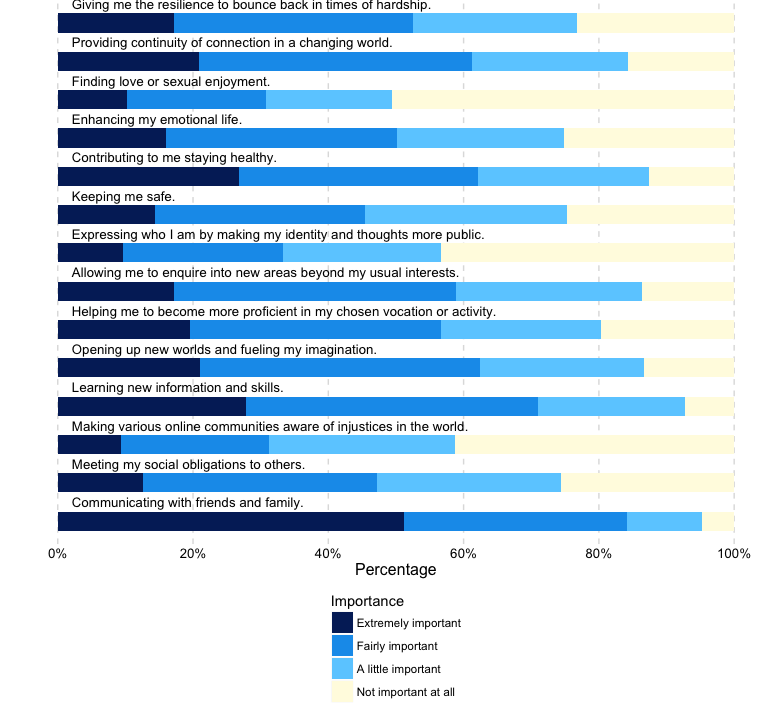 Giving me the resilience to bounce back in times of hardship.
Providing continuity of connection in a changing world.
Finding love or sexual enjoyment.
Enhancing my emotional life.
Contributing to me staying healthy.
Keeping me safe.
Expressing who I am by making my identity and thoughts more public.
Allowing me to enquire into new areas beyond my usual interests.
Helping me to become more proficient in my chosen vocation or activity.
Opening up new worlds and fueling my imagination.
Learning new information and skills.
Making various online communities aware of injustices in the world.
Meeting my social obligations to others.
Communicating with friends and family.
0% 20% 40% 60% 80% 100%
Percentage
Importance
Extremely important
Fairly important
A little important
Not important at all